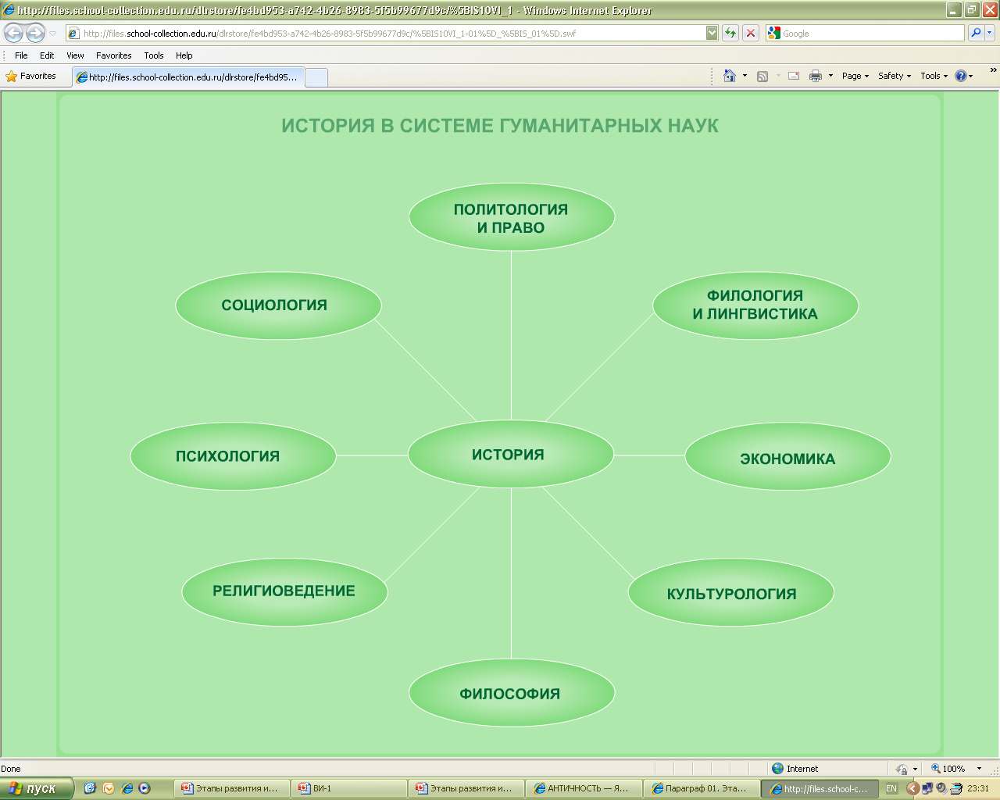 http://files.school-collection.edu.ru/dlrstore/fe4bd953-a742-4b26-8983-5f5b99677d9c/%5BIS10VI_1 - Windows Internet Explorer
http://files.school-collection.edu.ru/dlrstore/fe4bd953-a742-4b26-8983-5f5b99677d9c/%5BIS10VI_1-01%5D_%5BIS_01%5D.swf
Google
File Edit View Favorites Tools Help
Favorites
http://files.school-collection.edu.ru/dlrstore/fe4bd95...
Page Safety Tools
ИСТОРИЯ В СИСТЕМЕ ГУМАНИТАРНЫХ НАУК
ПОЛИТОЛОГИЯ
И ПРАВО
СОЦИОЛОГИЯ
ФИЛОЛОГИЯ
И ЛИНГВИСТИКА
ПСИХОЛОГИЯ
ИСТОРИЯ
ЭКОНОМИКА
РЕЛИГИОВЕДЕНИЕ
КУЛЬТУРОЛОГИЯ
ФИЛОСОФИЯ
Done
Internet
100%
пуск
Этапы развития и...
ВИ-1
Этапы развития и...
АНТИЧНОСТЬ — Я...
Параграф 01. Эта...
http://files.school-c...
EN
23:31